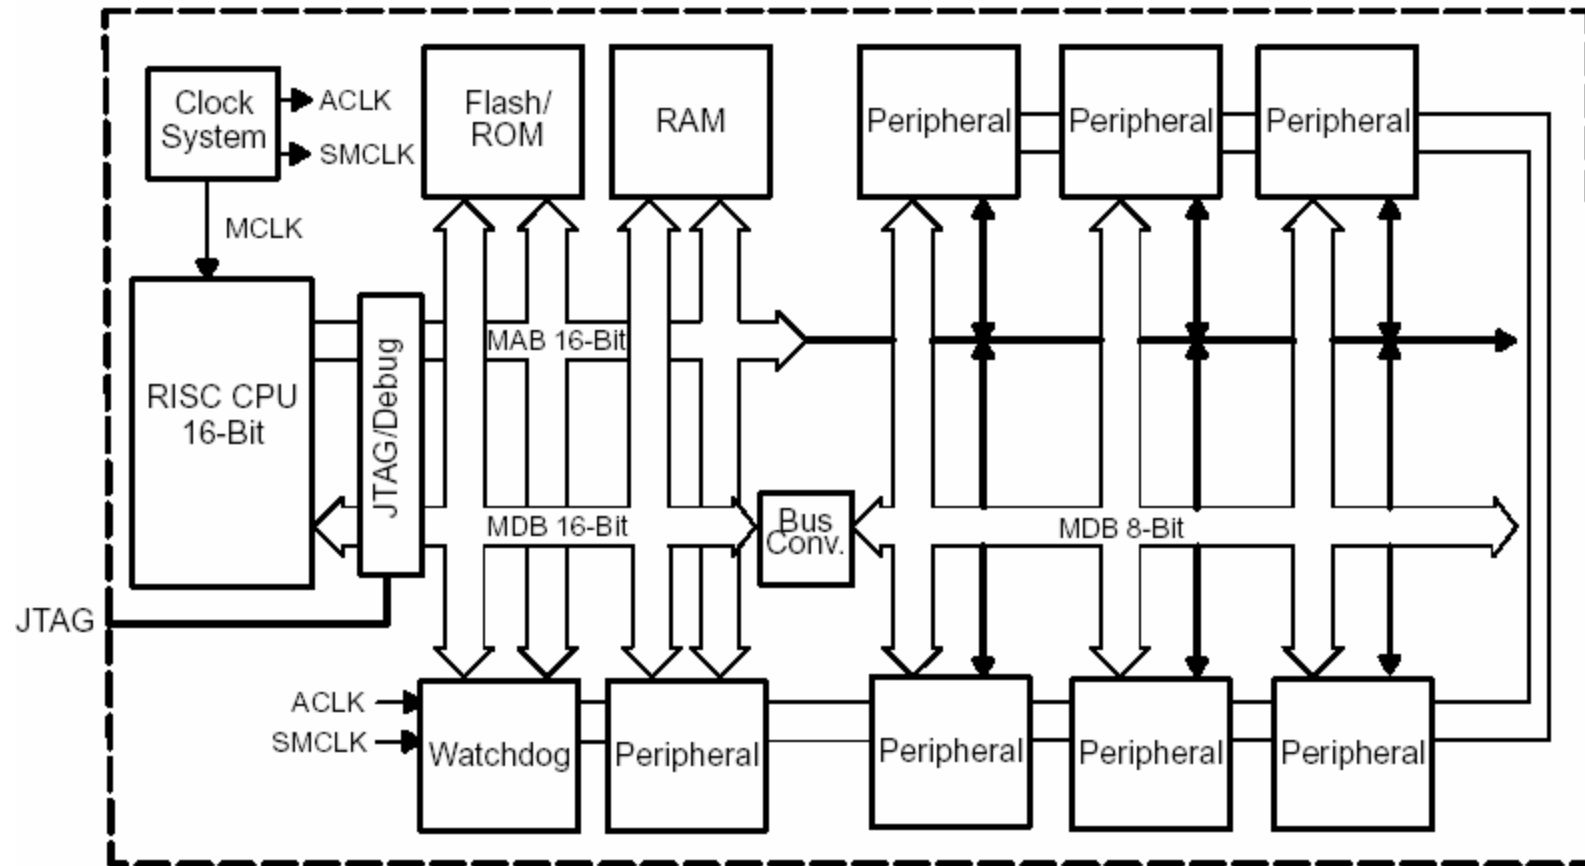 Clock
System
ACLK
SMCLK
MCLK
Flash/
ROM
RAM
Peripheral
Peripheral
Peripheral
RISC CPU
16-Bit
JTAG/Debug
MAB 16-Bit
MDB 16-Bit
Bus
Conv.
MDB 8-Bit
JTAG
ACLK
SMCLK
Watchdog
Peripheral
Peripheral
Peripheral
Peripheral